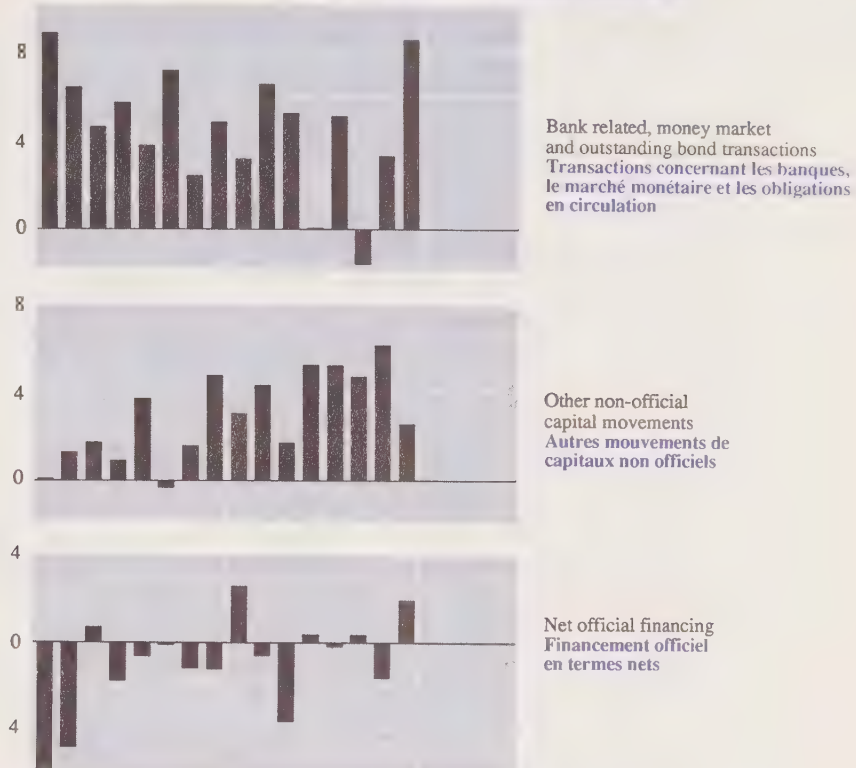 8
4
0
Bank related, money market
and outstanding bond transactions
Transactions concernant les banques,
le marché monétaire et les obligations
en circulation
8
4
0
Other non-official
capital movements
Autres mouvements de
capitaux non officiels
4
0
4
Net official financing
Financement officiel
en termes nets